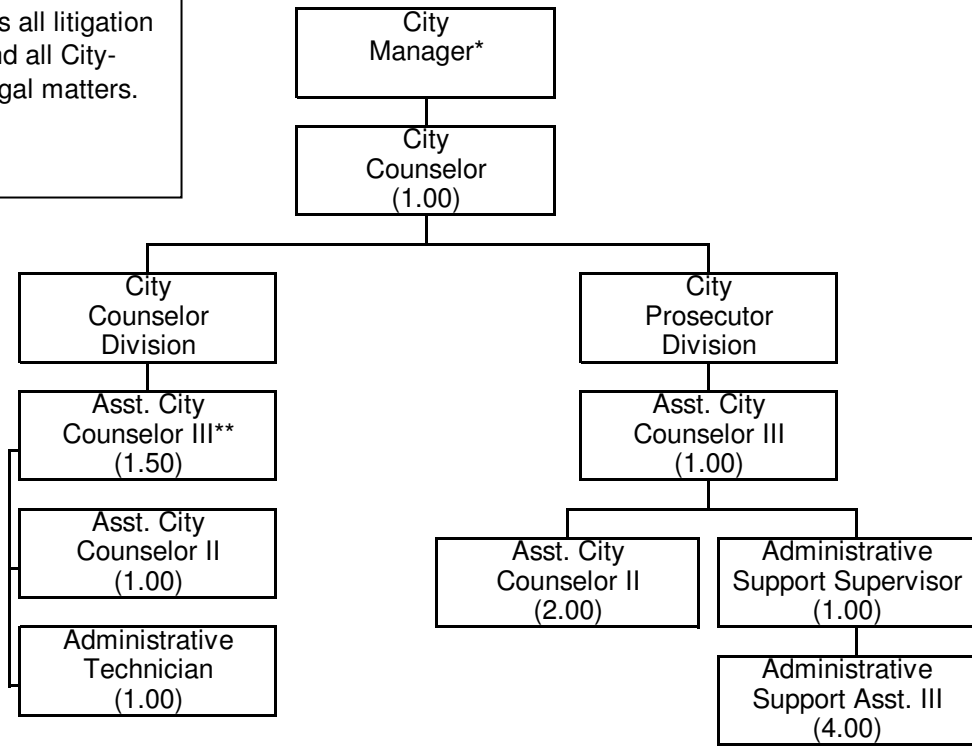 s all litigation
nd all City-
gal matters.
City
Manager*
City
Counselor
(1.00)
City
Counselor
Division
Asst. City
Counselor III**
(1.50)
Asst. City
Counselor II
(1.00)
Administrative
Technician
(1.00)
City
Prosecutor
Division
Asst. City
Counselor III
(1.00)
Asst. City
Counselor II
(2.00)
Administrative
Support Supervisor
(1.00)
Administrative
Support Asst. III
(4.00)